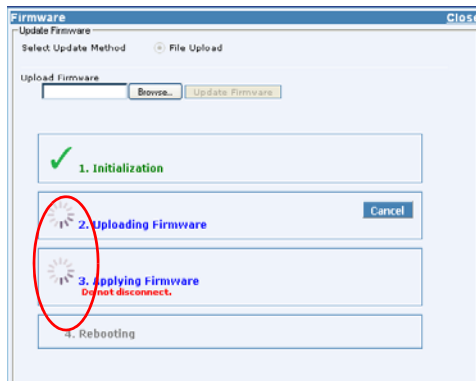 Firmware Close
Update Firmware
Select Update Method File Upload
Upload Firmware
Browse... Update Firmware
1. Initialization
2. Uploading Firmware Cancel
3. Applying Firmware
Do not disconnect.
4. Rebooting